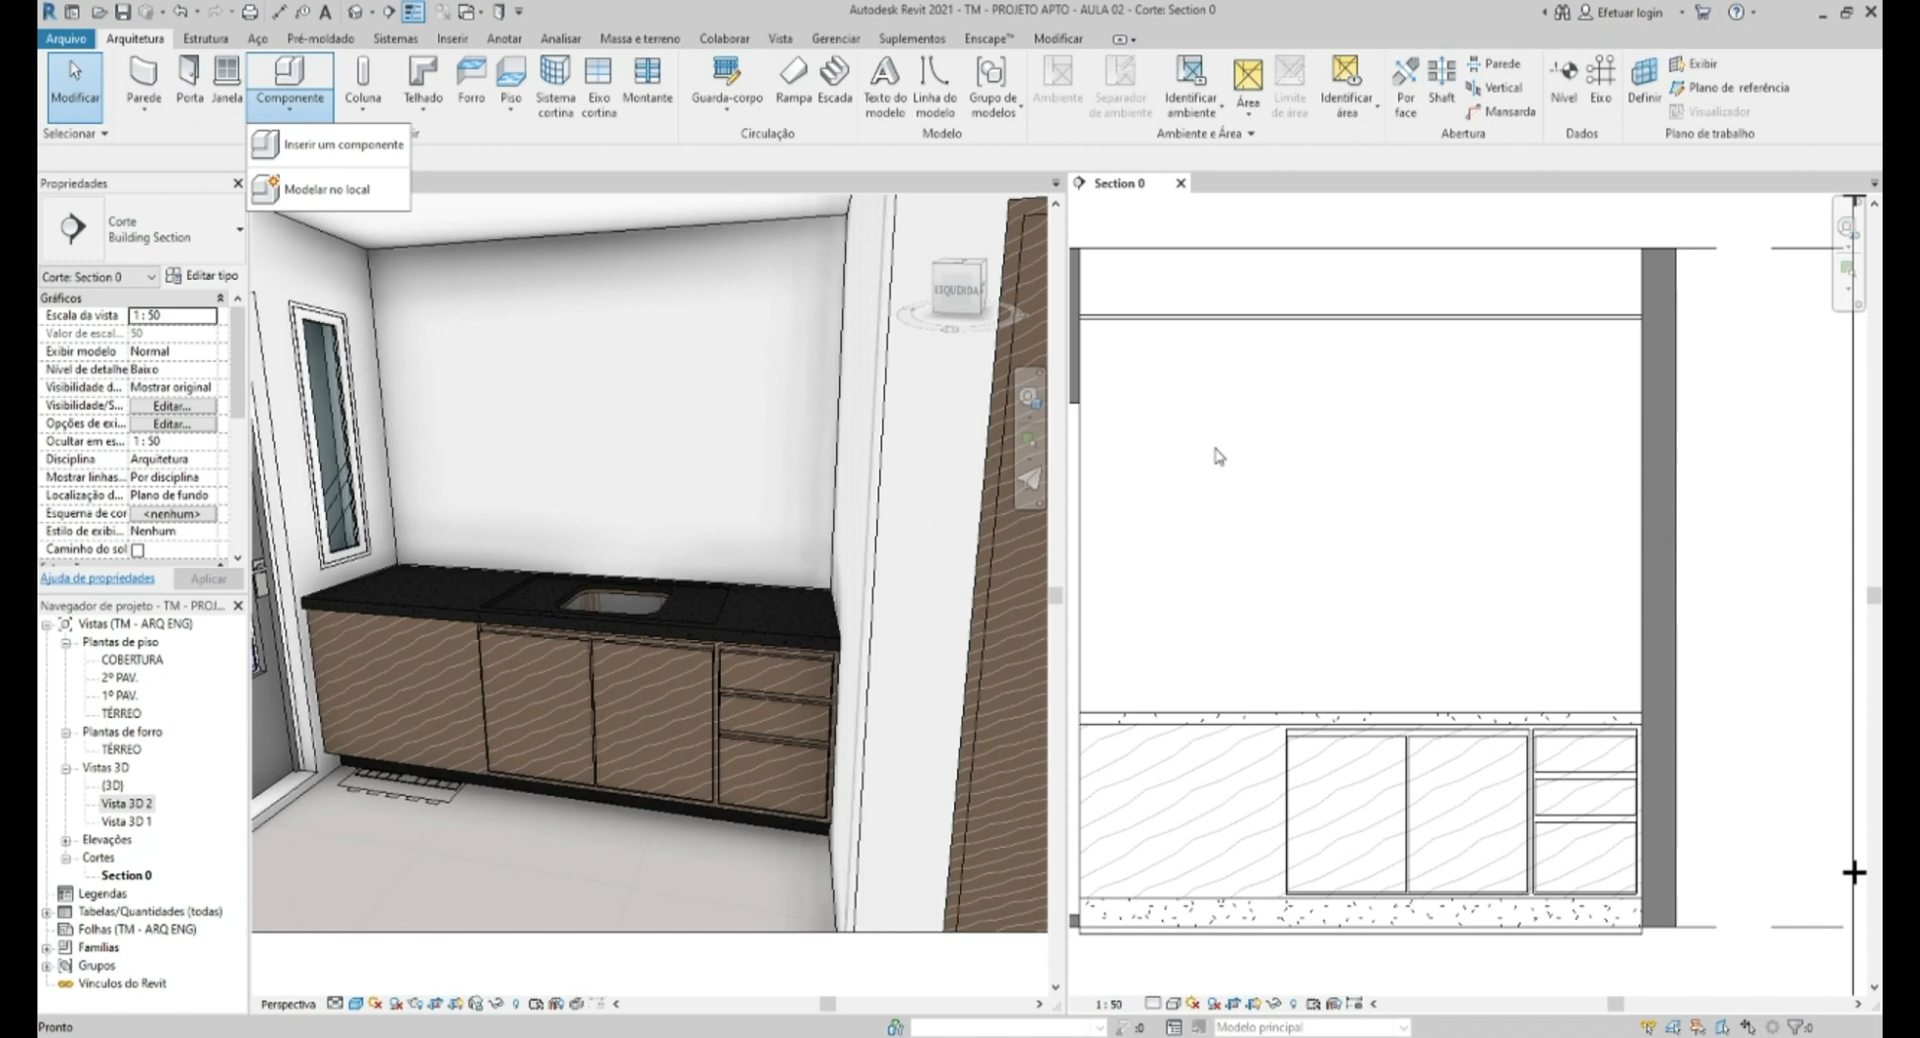 Autodesk Revit 2021 - TM - PROJETO APTO - AULA 02 - Corte: Section 0
Efetuar login
Arquivo Arquitetura Estrutura Aço Pré-moldado Sistemas Inserir Anotar Analisar Massa e terreno Colaborar Vista Gerenciar Suplementos Enscape™ Modificar
Modificar
Parede
Porta
Janela
Componente
Coluna
Telhado
Forro
Piso
Sistema cortina
Eixo cortina
Montante
Guarda-corpo
Rampa
Escada
Texto do modelo
Linha do modelo
Grupo de modelos
Ambiente
Separador de ambiente
Identificar ambiente
Área
Limite de área
Identificar área
Por face
Shaft
Parede
Vertical
Mansarda
Nível
Eixo
Definir
Exibir
Plano de referência
Visualizador
Selecionar
ir
Circulação
Modelo
Ambiente e Área
Abertura
Dados
Plano de trabalho
Inserir um componente
Modelar no local
Propriedades
Corte
Building Section
Corte: Section 0
Editar tipo
Gráficos
Escala da vista 1 : 50
Valor de escal... 50
Exibir modelo Normal
Nível de detalhe Baixo
Visibilidade d... Mostrar original
Visibilidade/S... Editar...
Opções de exi... Editar...
Ocultar em es... 1 : 50
Disciplina Arquitetura
Mostrar linhas... Por disciplina
Localização d... Plano de fundo
Esquema de cor <nenhum>
Estilo de exibi... Nenhum
Caminho do sol
Ajuda de propriedades
Aplicar
Navegador de projeto - TM - PROJ...
Vistas (TM - ARQ ENG)
Plantas de piso
COBERTURA
2º PAV.
1º PAV.
TÉRREO
Plantas de forro
TÉRREO
Vistas 3D
{3D}
Vista 3D 2
Vista 3D 1
Elevações
Cortes
Section 0
Legendas
Tabelas/Quantidades (todas)
Folhas (TM - ARQ ENG)
Famílias
Grupos
Vínculos do Revit
ESQUERDA
Section 0
Perspectiva
1 : 50
Pronto
:0
Modelo principal
:0